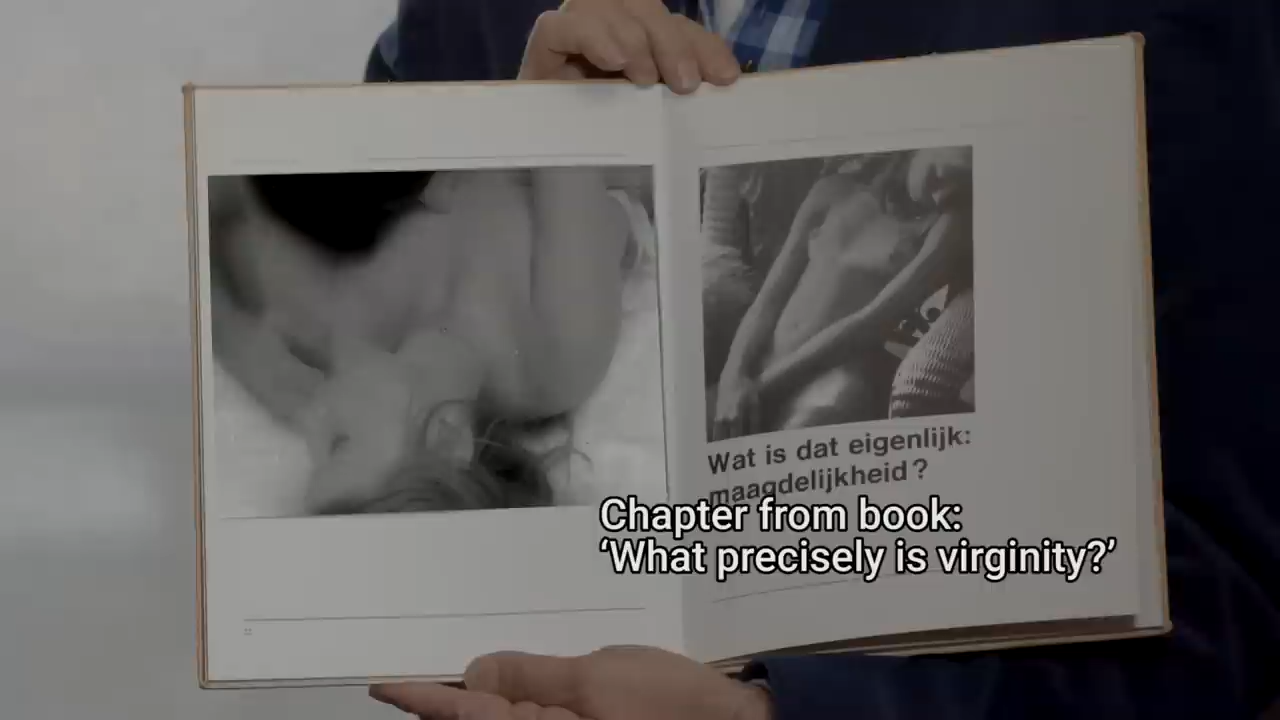 Wat is dat eigenlijk:
maagdelijkheid?
Chapter from book:
‘What precisely is virginity?’